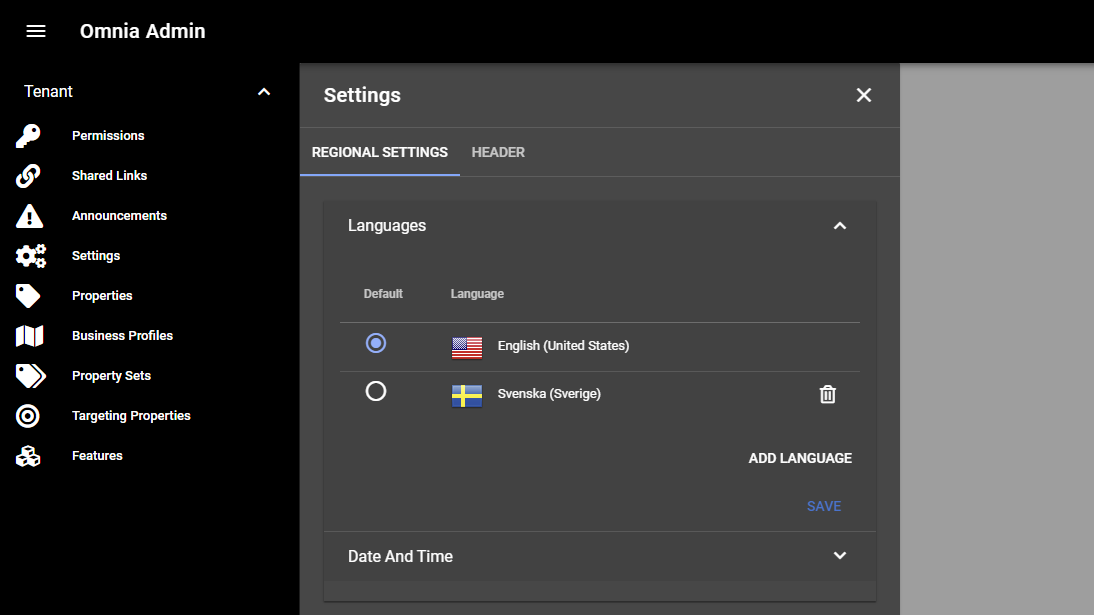 Omnia Admin
Tenant
Permissions
Shared Links
Announcements
Settings
Properties
Business Profiles
Property Sets
Targeting Properties
Features
Settings
REGIONAL SETTINGS HEADER
Languages
Default Language
English (United States)
Svenska (Sverige)
ADD LANGUAGE
SAVE
Date And Time